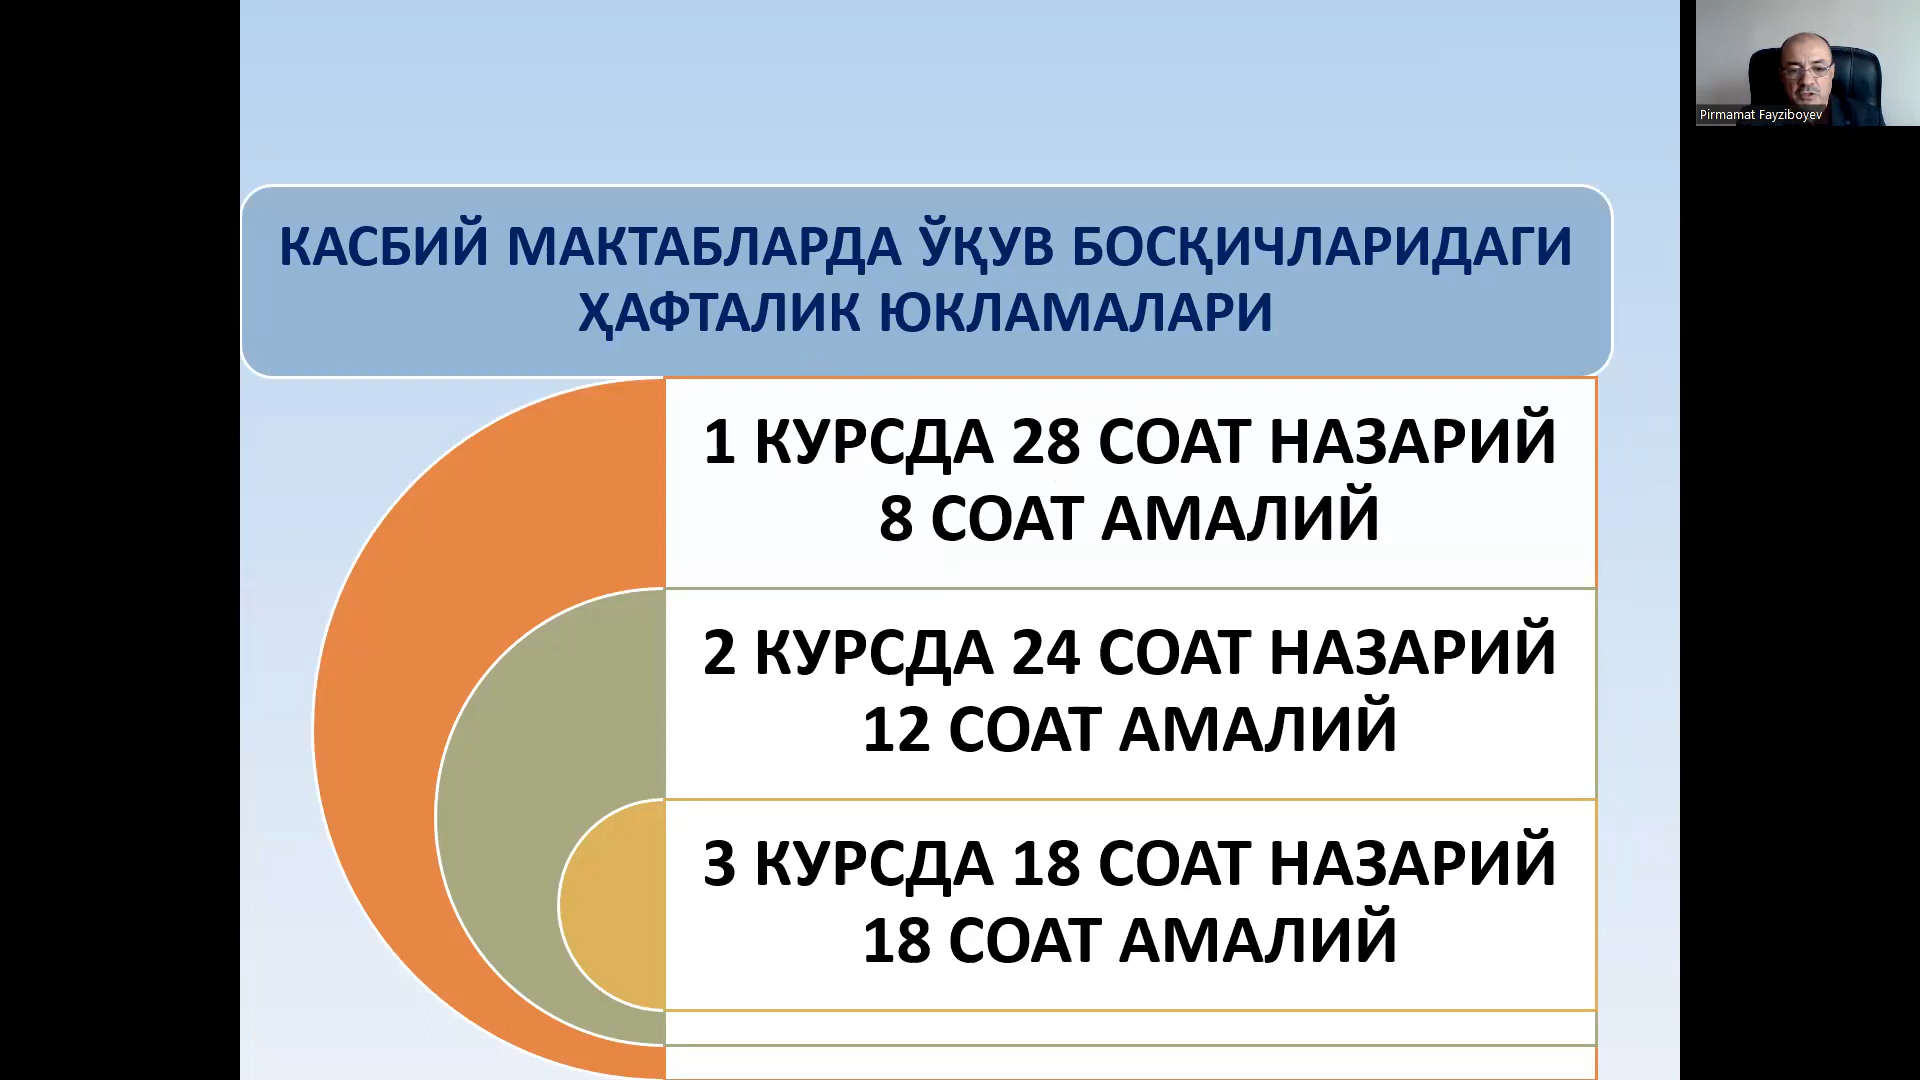 Pirmamat Fayziboyev
КАСБИЙ МАКТАБЛАРДА ЎҚУВ БОСҚИЧЛАРИДАГИ
ҲАФТАЛИК ЮКЛАМАЛАРИ
1 КУРСДА 28 СОАТ НАЗАРИЙ
8 СОАТ АМАЛИЙ
2 КУРСДА 24 СОАТ НАЗАРИЙ
12 СОАТ АМАЛИЙ
3 КУРСДА 18 СОАТ НАЗАРИЙ
18 СОАТ АМАЛИЙ